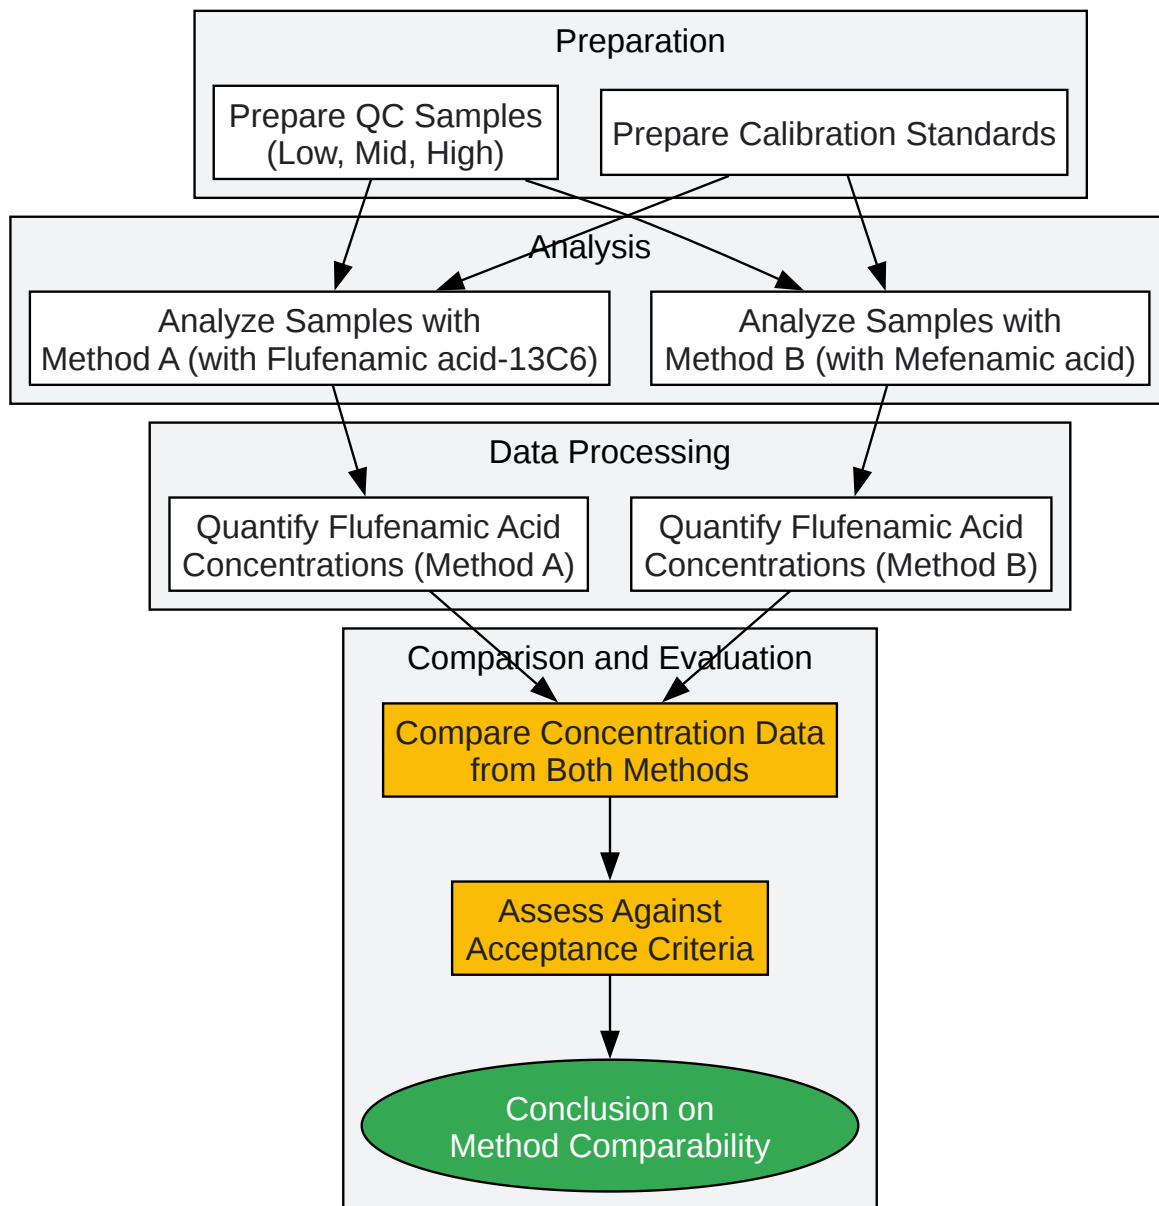 Preparation
Prepare QC Samples
(Low, Mid, High)
Prepare Calibration Standards
Analysis
Analyze Samples with
Method A (with Flufenamic acid-13C6)
Analyze Samples with
Method B (with Mefenamic acid)
Data Processing
Quantify Flufenamic Acid
Concentrations (Method A)
Quantify Flufenamic Acid
Concentrations (Method B)
Comparison and Evaluation
Compare Concentration Data
from Both Methods
Assess Against
Acceptance Criteria
Conclusion on
Method Comparability